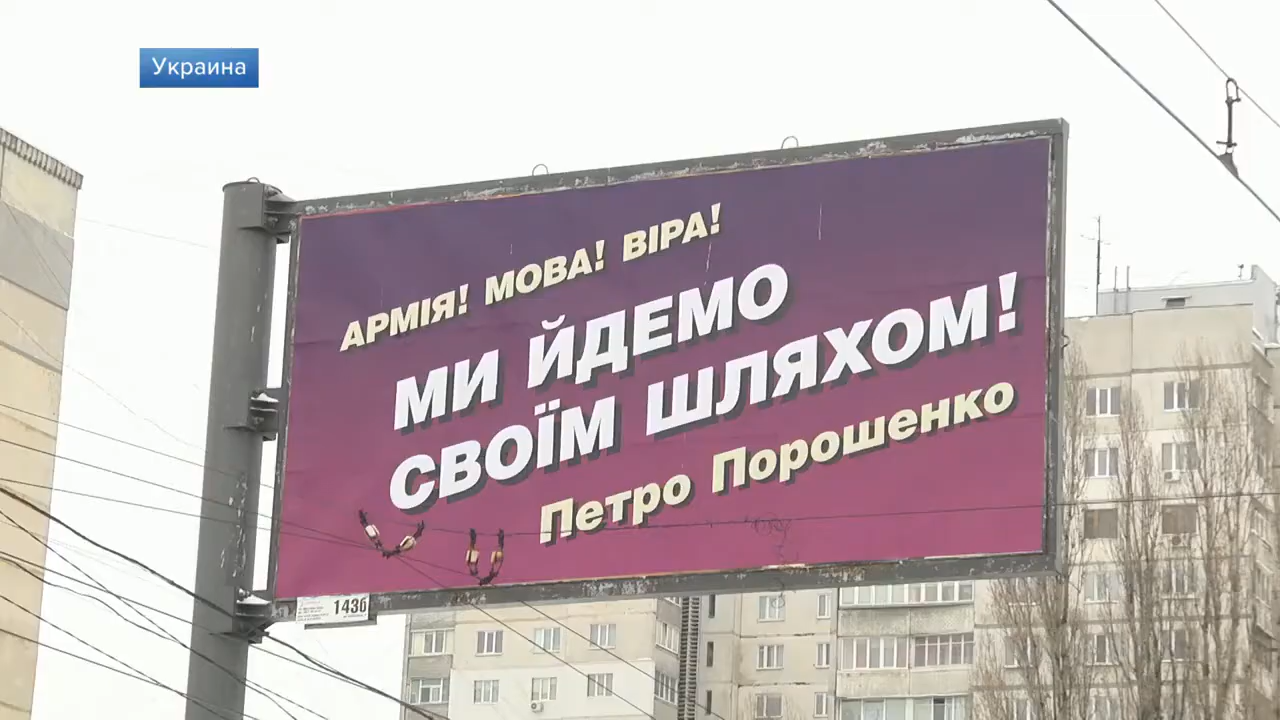 Украина
АРМІЯ! МОВА! ВІРА!
МИ ЙДЕМО
СВОЇМ ШЛЯХОМ!
Петро Порошенко
1436